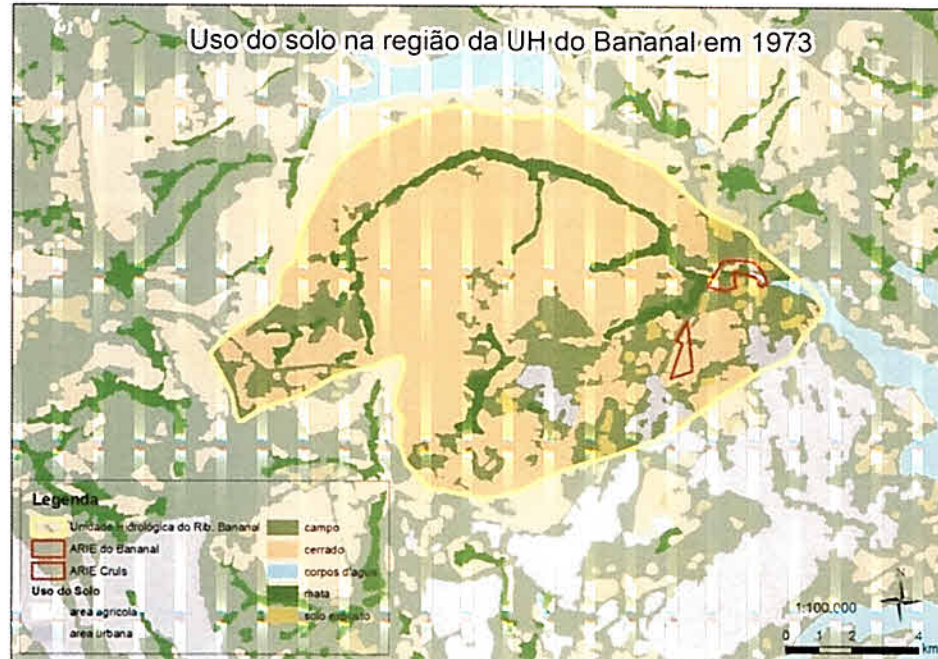 Uso do solo na região da UH do Bananal em 1973
Legenda
Unidade Hidrológica do Rib. Bananal
ARIE do Bananal
ARIE Cruls
Uso do Solo
area agricola
area urbana
campo
cerrado
corpos d'agua
mata
solo exposto
N
1:100.000
0 1 2 4
km